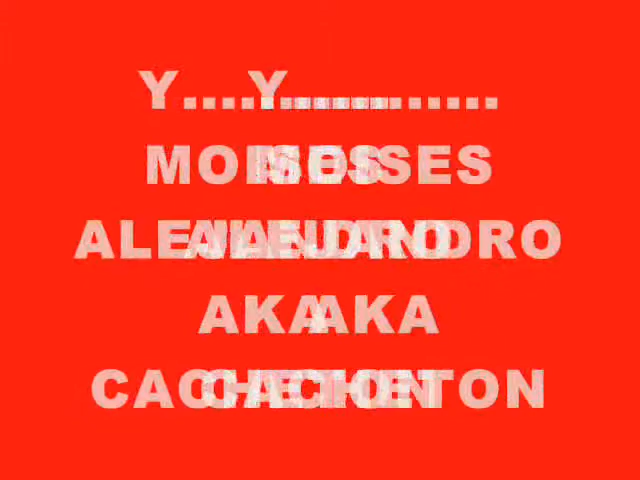 Y...........
MOISES
ALEJANDRO
AKA
CACHETON